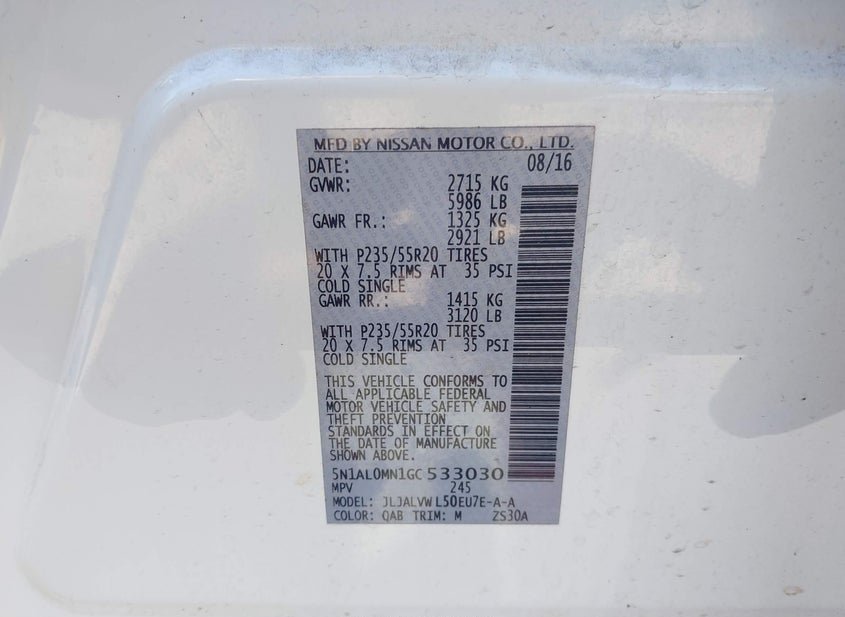 MFD BY NISSAN MOTOR CO., LTD.
DATE: 08/16
GVWR: 2715 KG
5986 LB
GAWR FR.: 1325 KG
2921 LB
WITH P235/55R20 TIRES
20 X 7.5 RIMS AT 35 PSI
COLD SINGLE
GAWR RR.: 1415 KG
3120 LB
WITH P235/55R20 TIRES
20 X 7.5 RIMS AT 35 PSI
COLD SINGLE
THIS VEHICLE CONFORMS TO
ALL APPLICABLE FEDERAL
MOTOR VEHICLE SAFETY AND
THEFT PREVENTION
STANDARDS IN EFFECT ON
THE DATE OF MANUFACTURE
SHOWN ABOVE.
5N1AL0MN1GC533030
MPV 245
MODEL: JLJALVWL50EU7E-A-A
COLOR: QAB TRIM: M ZS30A